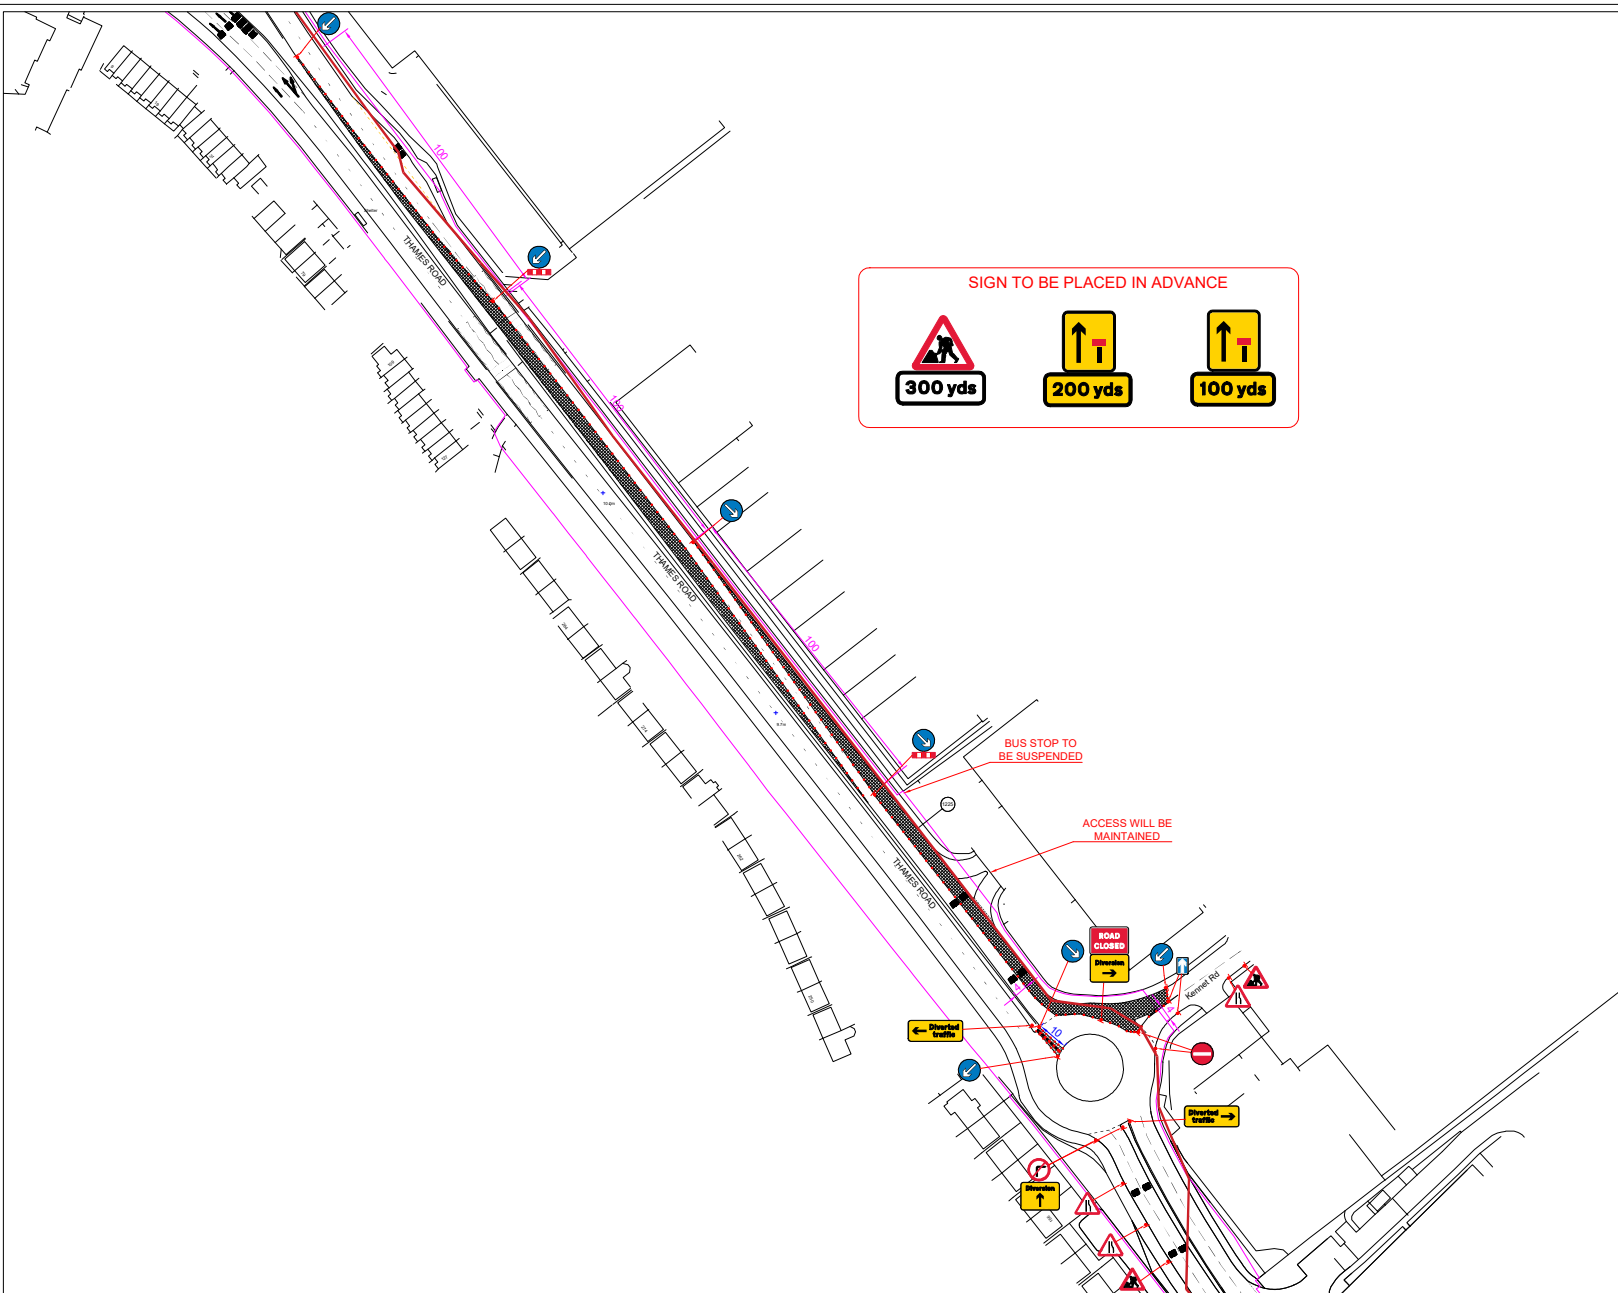 100
THAMES ROAD
SIGN TO BE PLACED IN ADVANCE
300 yds
200 yds
100 yds
THAMES ROAD
100
BUS STOP TO
BE SUSPENDED
ACCESS WILL BE
MAINTAINED
THAMES ROAD
ROAD
CLOSED
Diversion
Kennet Rd
4
4
Diverted
traffic
10
Diverted
traffic
Diversion